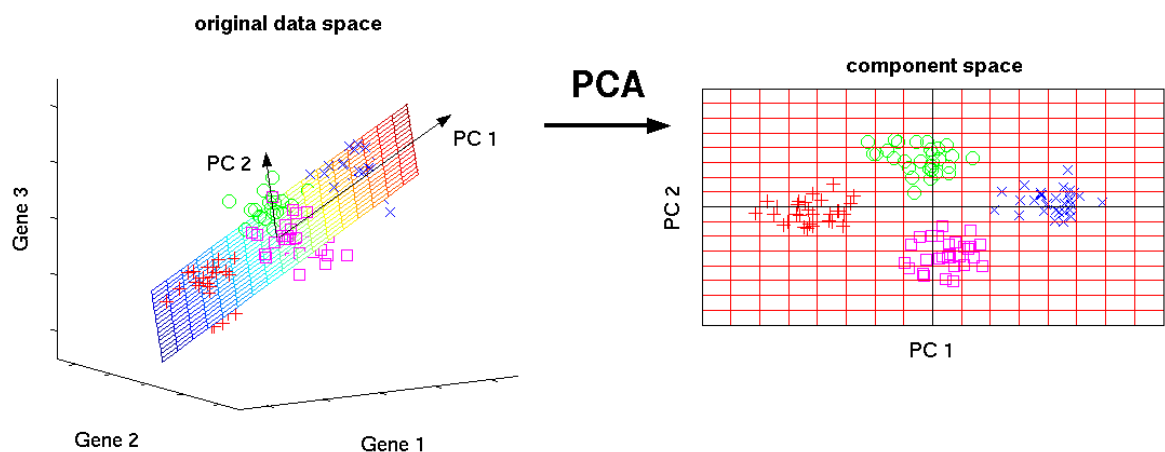 original data space
PCA
component space
PC 1
PC 2
Gene 3
PC 2
PC 1
Gene 2
Gene 1